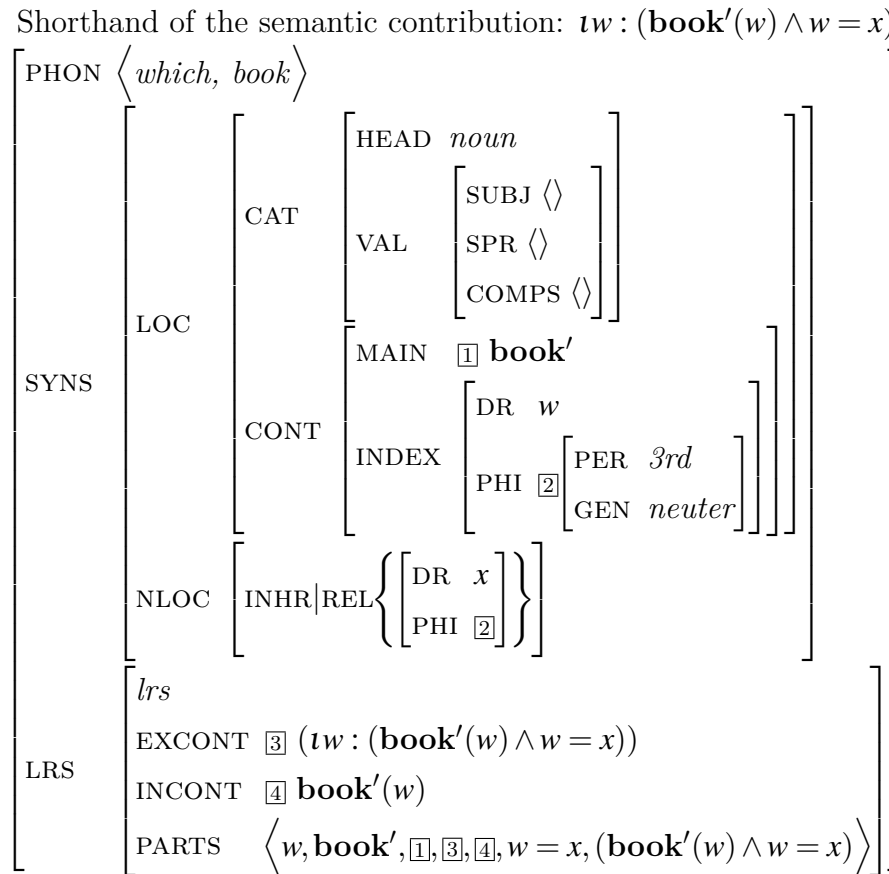 Shorthand of the semantic contribution: ɩw : (book′(w) ∧ w = x)
PHON ⟨which, book⟩
HEAD noun
SUBJ ⟨⟩
CAT
VAL SPR ⟨⟩
COMPS ⟨⟩
LOC
MAIN [1] book′
SYNS
DR w
CONT
INDEX
PER 3rd
PHI [2]
GEN neuter
DR x
NLOC INHR|REL
PHI [2]
lrs
EXCONT [3] (ɩw : (book′(w) ∧ w = x))
LRS
INCONT [4] book′(w)
PARTS ⟨w, book′, [1], [3], [4], w = x, (book′(w) ∧ w = x)⟩